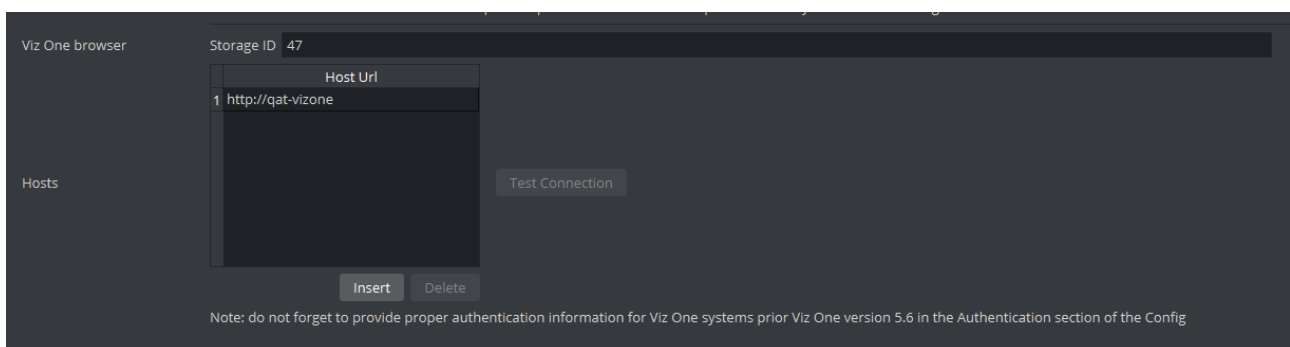 Viz One browser
Storage ID 47
Host Url
1 http://qat-vizone
Hosts
Test Connection
Insert Delete
Note: do not forget to provide proper authentication information for Viz One systems prior Viz One version 5.6 in the Authentication section of the Config